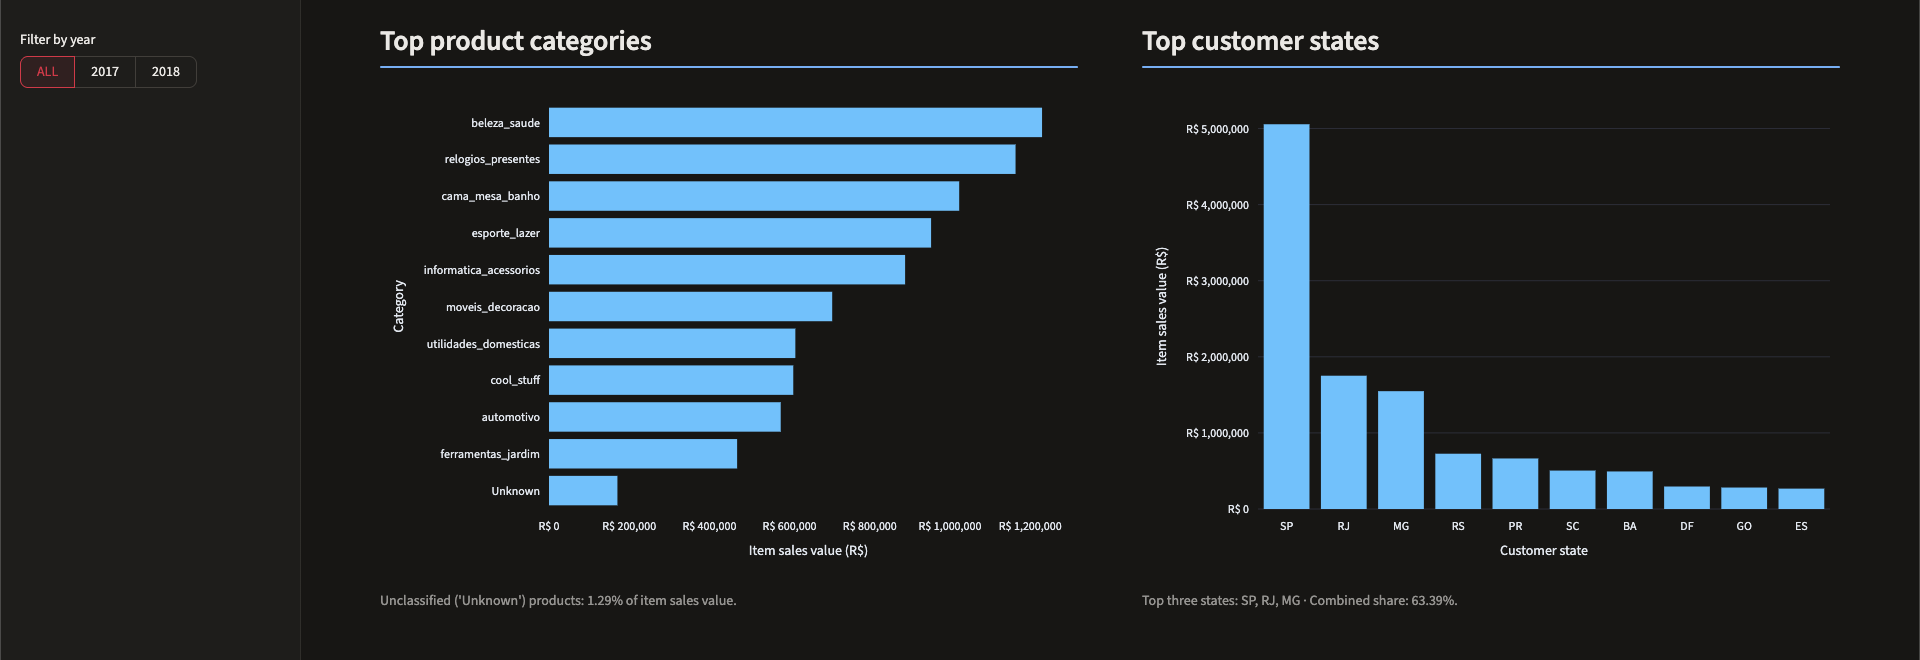 Filter by year
ALL 2017 2018
Top product categories
Category
beleza_saude
relogios_presentes
cama_mesa_banho
esporte_lazer
informatica_acessorios
moveis_decoracao
utilidades_domesticas
cool_stuff
automotivo
ferramentas_jardim
Unknown
R$ 0 R$ 200,000 R$ 400,000 R$ 600,000 R$ 800,000 R$ 1,000,000 R$ 1,200,000
Item sales value (R$)
Unclassified ('Unknown') products: 1.29% of item sales value.
Top customer states
Item sales value (R$)
R$ 5,000,000
R$ 4,000,000
R$ 3,000,000
R$ 2,000,000
R$ 1,000,000
R$ 0
SP RJ MG RS PR SC BA DF GO ES
Customer state
Top three states: SP, RJ, MG · Combined share: 63.39%.